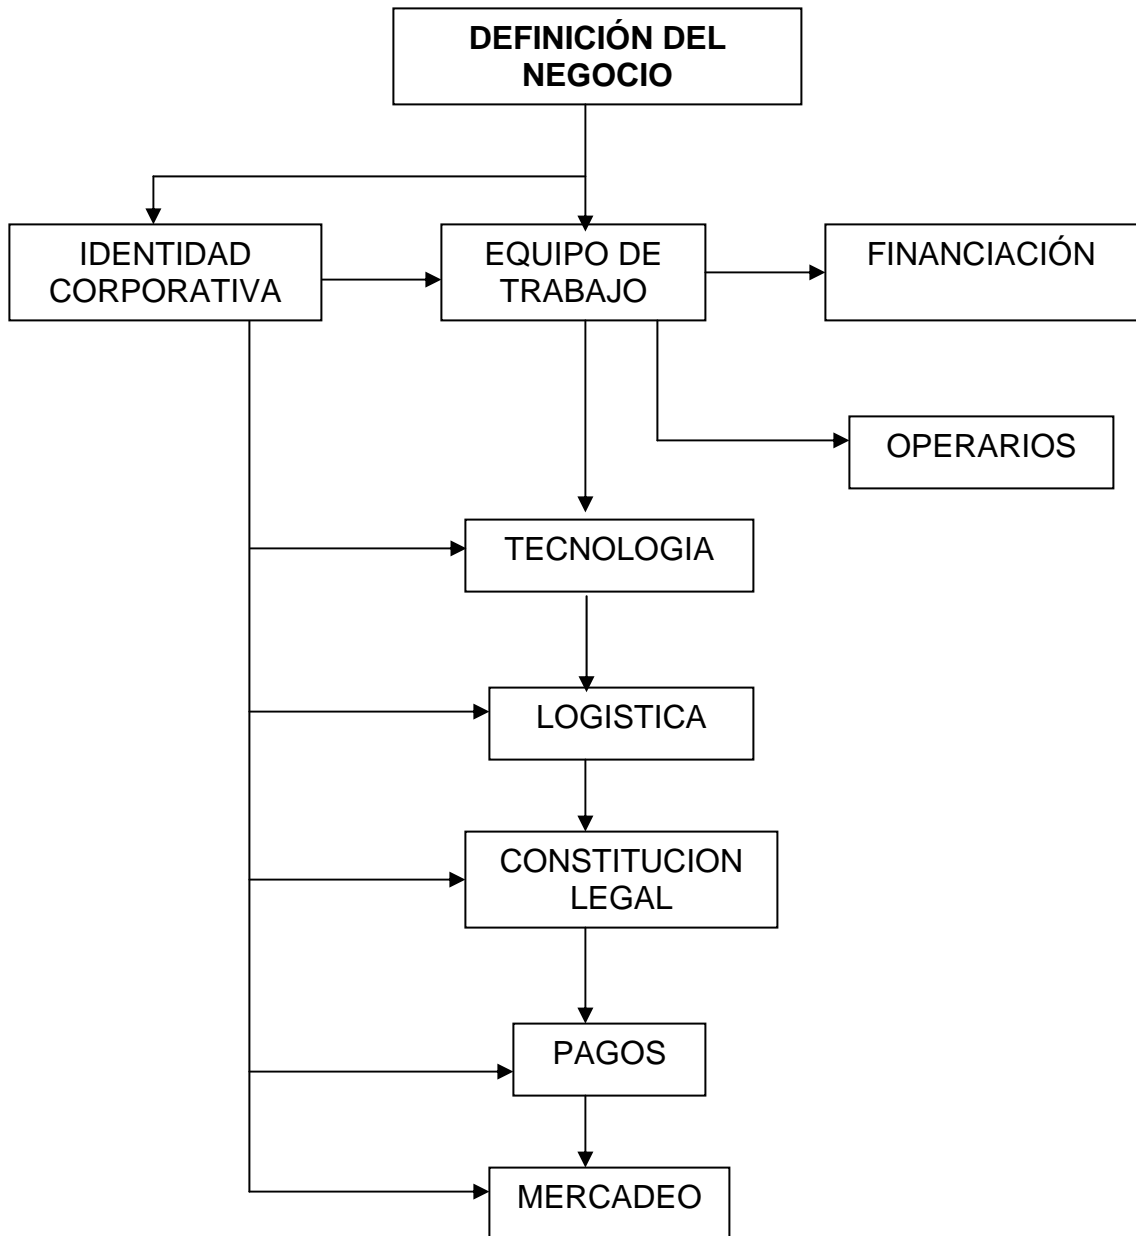 DEFINICIÓN DEL
NEGOCIO
IDENTIDAD
CORPORATIVA
EQUIPO DE
TRABAJO
FINANCIACIÓN
OPERARIOS
TECNOLOGIA
LOGISTICA
CONSTITUCION
LEGAL
PAGOS
MERCADEO